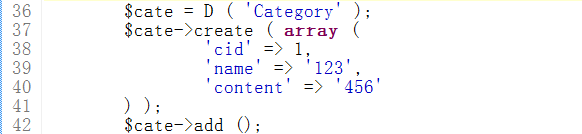 36 $cate = D ( 'Category' );
37 $cate->create ( array (
38 'cid' => 1,
39 'name' => '123',
40 'content' => '456'
41 ) );
42 $cate->add ();